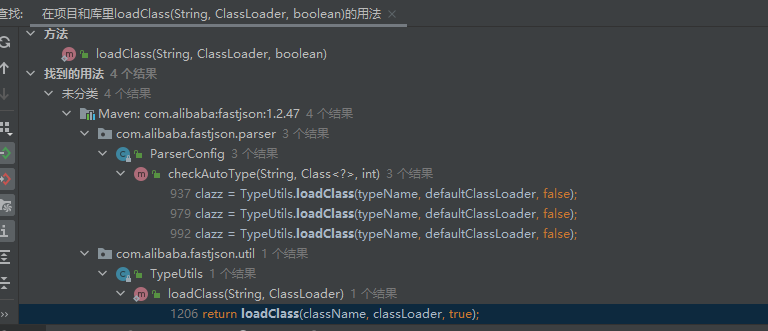 查找: 在项目和库里loadClass(String, ClassLoader, boolean)的用法 ×
方法
loadClass(String, ClassLoader, boolean)
找到的用法 4 个结果
未分类 4 个结果
Maven: com.alibaba:fastjson:1.2.47 4 个结果
com.alibaba.fastjson.parser 3 个结果
ParserConfig 3 个结果
checkAutoType(String, Class<?>, int) 3 个结果
937 clazz = TypeUtils.loadClass(typeName, defaultClassLoader, false);
979 clazz = TypeUtils.loadClass(typeName, defaultClassLoader, false);
992 clazz = TypeUtils.loadClass(typeName, defaultClassLoader, false);
com.alibaba.fastjson.util 1 个结果
TypeUtils 1 个结果
loadClass(String, ClassLoader) 1 个结果
1206 return loadClass(className, classLoader, true);